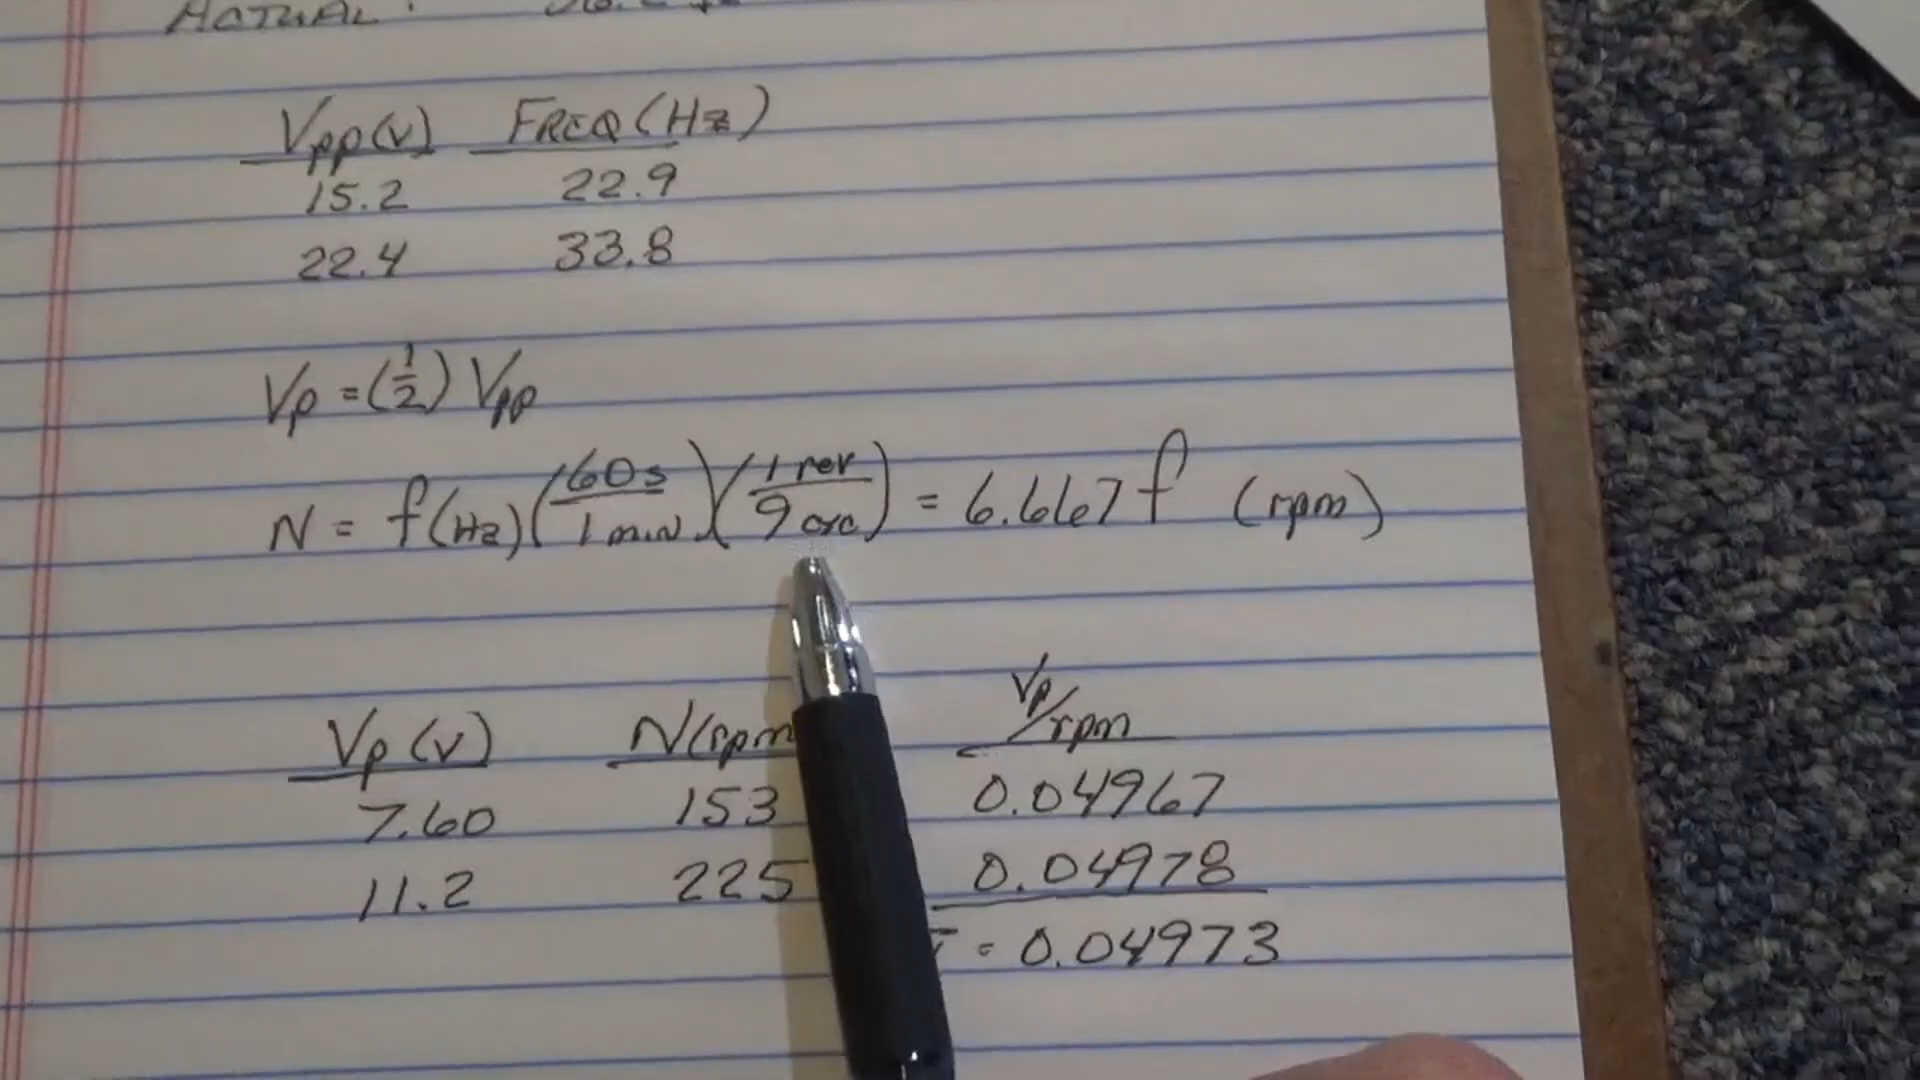 ACTUAL:
Vpp(V) FREQ(Hz)
15.2 22.9
22.4 33.8
Vp = (1/2) Vpp
N = f(Hz)(60s/1min)(1 rev/9 cyc) = 6.667 f (rpm)
Vp(V) N(rpm Vp/rpm
7.60 153 0.04967
11.2 225 0.04978
= 0.04973